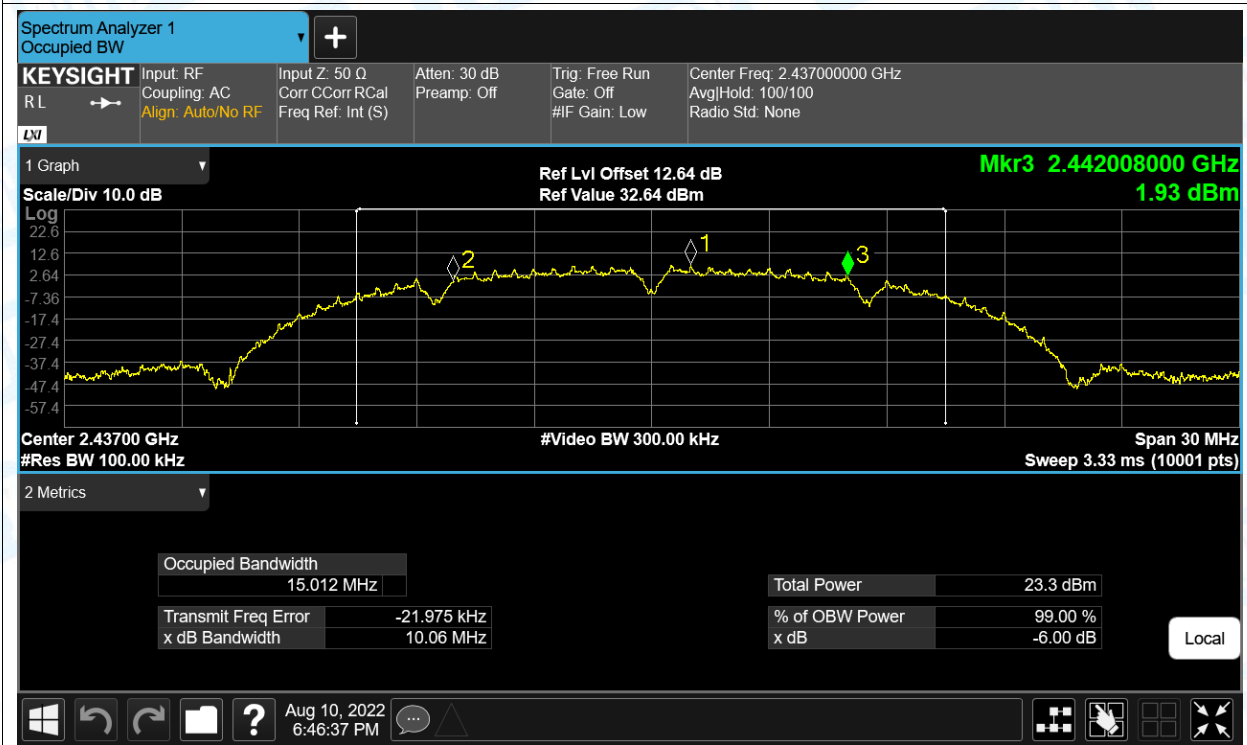 Spectrum Analyzer 1
Occupied BW
+
KEYSIGHT
R L
LXI
Input: RF
Coupling: AC
Align: Auto/No RF
Input Z: 50 Ω
Corr CCorr RCal
Freq Ref: Int (S)
Atten: 30 dB
Preamp: Off
Trig: Free Run
Gate: Off
#IF Gain: Low
Center Freq: 2.437000000 GHz
Avg|Hold: 100/100
Radio Std: None
1 Graph
Scale/Div 10.0 dB
Ref Lvl Offset 12.64 dB
Ref Value 32.64 dBm
Mkr3 2.442008000 GHz
1.93 dBm
Log
22.6
12.6
2.64
-7.36
-17.4
-27.4
-37.4
-47.4
-57.4
2
1
3
Center 2.43700 GHz
#Res BW 100.00 kHz
#Video BW 300.00 kHz
Span 30 MHz
Sweep 3.33 ms (10001 pts)
2 Metrics
Occupied Bandwidth
15.012 MHz
Transmit Freq Error -21.975 kHz
x dB Bandwidth 10.06 MHz
Total Power 23.3 dBm
% of OBW Power 99.00 %
x dB -6.00 dB
Local
?
Aug 10, 2022
6:46:37 PM